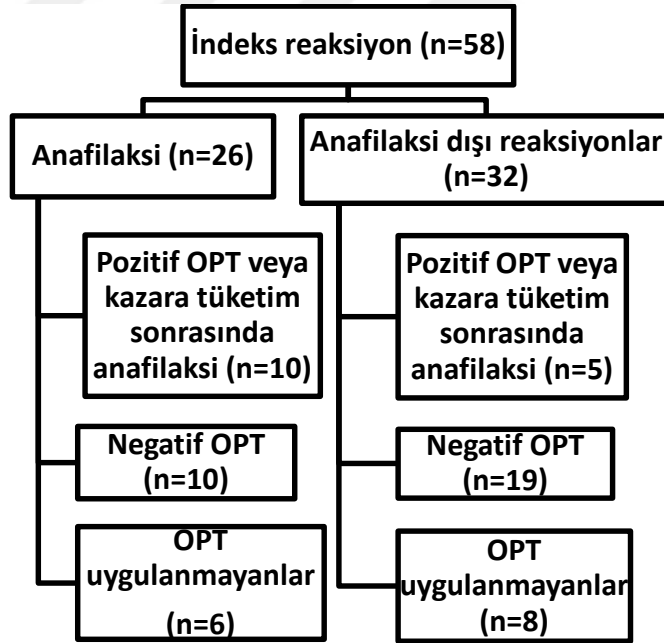 İndeks reaksiyon (n=58)
Anafilaksi (n=26)
Anafilaksi dışı reaksiyonlar
(n=32)
Pozitif OPT veya
kazara tüketim
sonrasında
anafilaksi (n=10)
Pozitif OPT veya
kazara tüketim
sonrasında
anafilaksi (n=5)
Negatif OPT
(n=10)
Negatif OPT
(n=19)
OPT
uygulanmayanlar
(n=6)
OPT
uygulanmayanlar
(n=8)